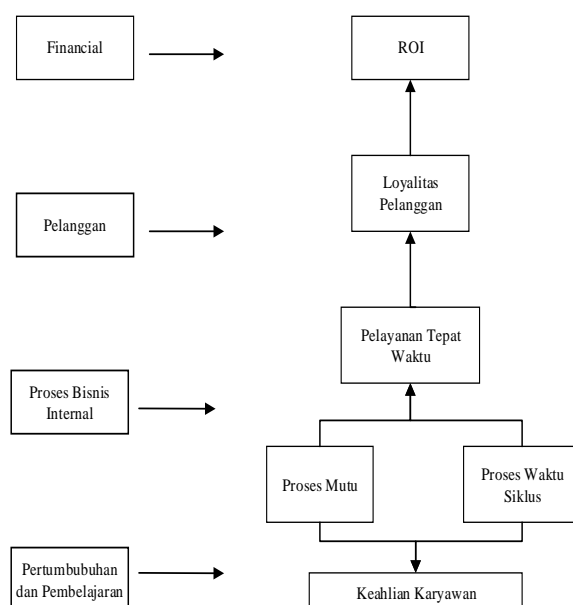 Financial
ROI
Loyalitas
Pelanggan
Pelanggan
Pelayanan Tepat
Waktu
Proses Bisnis
Internal
Proses Mutu
Proses Waktu
Siklus
Pertumbubuhan
dan Pembelajaran
Keahlian Karyawan